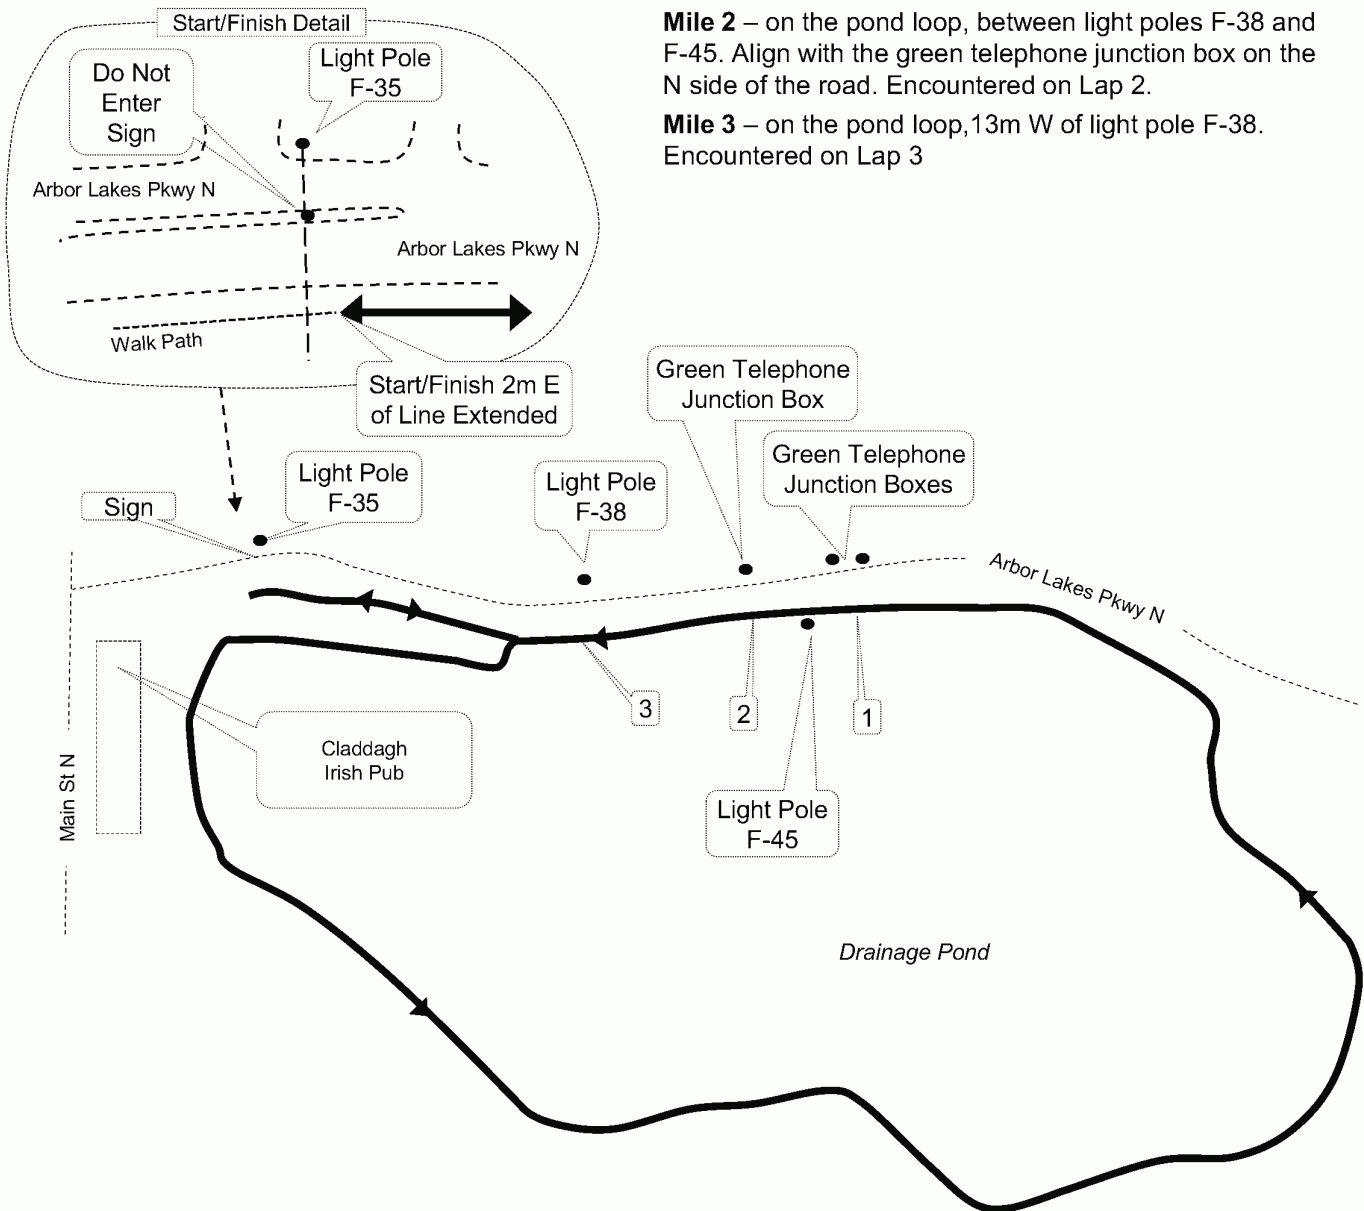 Start/Finish Detail
Do Not
Enter
Sign
Light Pole
F-35
Arbor Lakes Pkwy N
Arbor Lakes Pkwy N
Walk Path
Start/Finish 2m E
of Line Extended
Mile 2 – on the pond loop, between light poles F-38 and
F-45. Align with the green telephone junction box on the
N side of the road. Encountered on Lap 2.
Mile 3 – on the pond loop,13m W of light pole F-38.
Encountered on Lap 3
Green Telephone
Junction Box
Green Telephone
Junction Boxes
Sign
Light Pole
F-35
Light Pole
F-38
Arbor Lakes Pkwy N
3
2
1
Main St N
Claddagh
Irish Pub
Light Pole
F-45
Drainage Pond